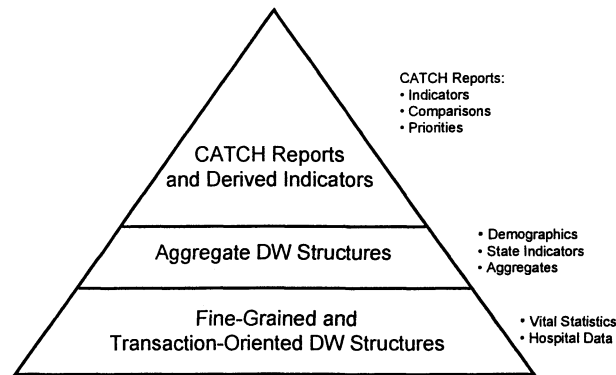 CATCH Reports:
• Indicators
• Comparisons
• Priorities
CATCH Reports
and Derived Indicators
Aggregate DW Structures
• Demographics
• State Indicators
• Aggregates
Fine-Grained and
Transaction-Oriented DW Structures
• Vital Statistics
• Hospital Data